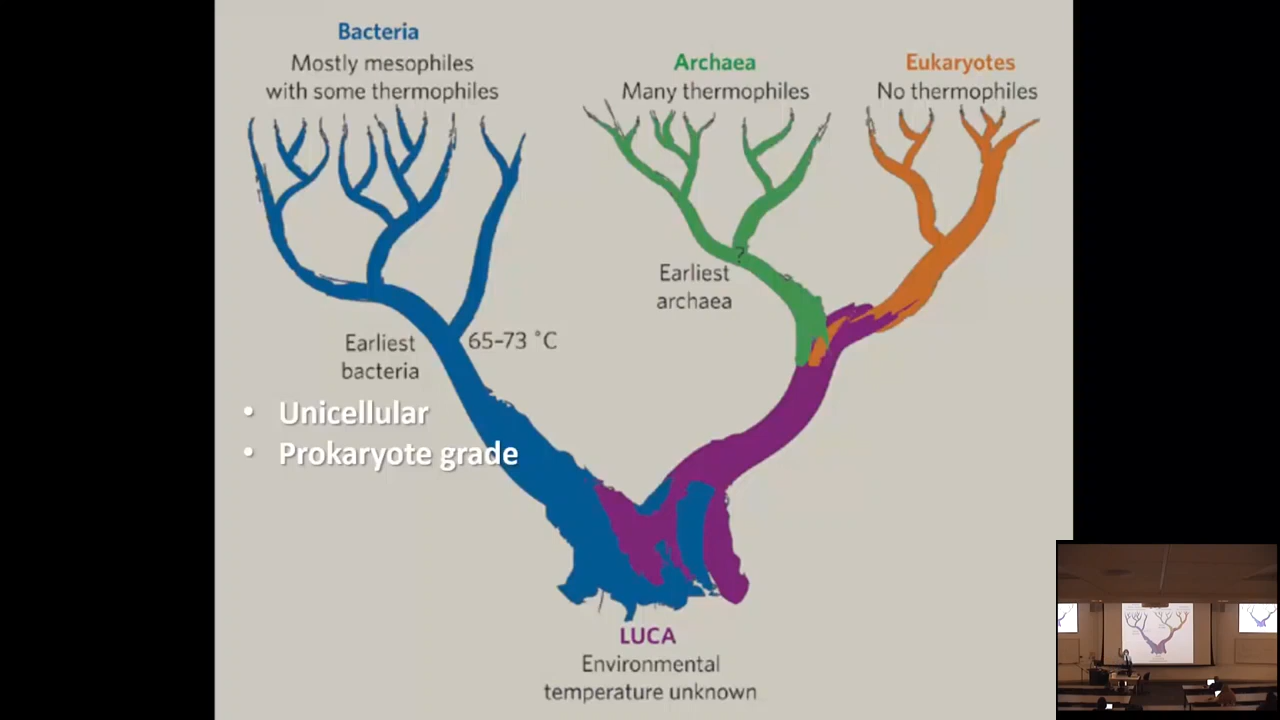 Bacteria
Mostly mesophiles
with some thermophiles
Archaea
Many thermophiles
Eukaryotes
No thermophiles
?
Earliest
archaea
Earliest
bacteria
65–73 °C
• Unicellular
• Prokaryote grade
LUCA
Environmental
temperature unknown